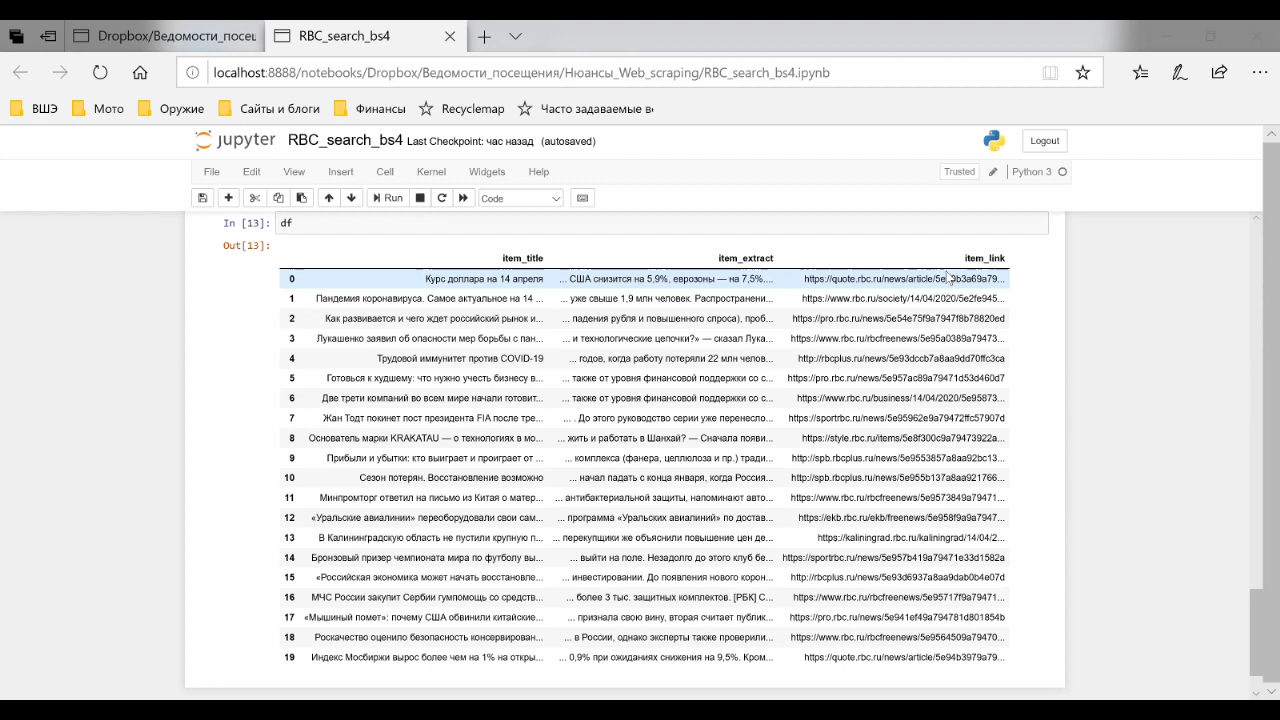 Dropbox/Ведомости_посец
RBC_search_bs4
localhost:8888/notebooks/Dropbox/Ведомости_посещения/Нюансы_Web_scraping/RBC_search_bs4.ipynb
ВШЭ Мото Оружие Сайты и блоги Финансы Recyclemap Часто задаваемые в
jupyter RBC_search_bs4 Last Checkpoint: час назад (autosaved) Logout
File Edit View Insert Cell Kernel Widgets Help Trusted Python 3
Run Code
In [13]: df
Out[13]:
item_title item_extract item_link
0 Курс доллара на 14 апреля ... США снизится на 5,9%, еврозоны — на 7,5%.... https://quote.rbc.ru/news/article/5e9b3a69a79...
1 Пандемия коронавируса. Самое актуальное на 14 ... ... уже свыше 1,9 млн человек. Распространени... https://www.rbc.ru/society/14/04/2020/5e2fe945...
2 Как развивается и чего ждет российский рынок и... ... падения рубля и повышенного спроса), проб... https://pro.rbc.ru/news/5e54e75f9a7947f8b78820ed
3 Лукашенко заявил об опасности мер борьбы с пан... ... и технологические цепочки?» — сказал Лука... https://www.rbc.ru/rbcfreenews/5e95a0389a79473...
4 Трудовой иммунитет против COVID-19 ... годов, когда работу потеряли 22 млн челов... http://rbcplus.ru/news/5e93dccb7a8aa9dd70ffc3ca
5 Готовься к худшему: что нужно учесть бизнесу в... ... также от уровня финансовой поддержки со с... https://pro.rbc.ru/news/5e957ac89a79471d53d460d7
6 Две трети компаний во всем мире начали готовит... ... также от уровня финансовой поддержки со с... https://www.rbc.ru/business/14/04/2020/5e95873...
7 Жан Тодт покинет пост президента FIA после тре... ... . До этого руководство серии уже перенесло... https://sportrbc.ru/news/5e95962e9a79472ffc57907d
8 Основатель марки KRAKATAU — о технологиях в мо... ... жить и работать в Шанхай? — Сначала появи... https://style.rbc.ru/items/5e8f300c9a79473922a...
9 Прибыли и убытки: кто выиграет и проиграет от ... ... комплекса (фанера, целлюлоза и пр.) тради... http://spb.rbcplus.ru/news/5e9553857a8aa92bc13...
10 Сезон потерян. Восстановление возможно ... начал падать с конца января, когда Россия... http://spb.rbcplus.ru/news/5e955b137a8aa921766...
11 Минпромторг ответил на письмо из Китая о матер... ... антибактериальной защиты, напоминают авто... https://www.rbc.ru/rbcfreenews/5e9573849a79471...
12 «Уральские авиалинии» переоборудовали свои сам... ... программа «Уральских авиалиний» по достав... https://ekb.rbc.ru/ekb/freenews/5e958f9a9a7947...
13 В Калининградскую область не пустили крупную п... ... перекупщики же объяснили повышение цен де... https://kaliningrad.rbc.ru/kaliningrad/14/04/2...
14 Бронзовый призер чемпионата мира по футболу вы... ... выйти на поле. Незадолго до этого клуб бе... https://sportrbc.ru/news/5e957b419a79471e33d1582a
15 «Российская экономика может начать восстановле... ... инвестировании. До появления нового корон... http://rbcplus.ru/news/5e93d6937a8aa9dab0b4e07d
16 МЧС России закупит Сербии гумпомощь со средств... ... более 3 тыс. защитных комплектов. [РБК] С... https://www.rbc.ru/rbcfreenews/5e95717f9a79471...
17 «Мышиный помет»: почему США обвинили китайские... ... признала свою вину, вторая считает публик... https://pro.rbc.ru/news/5e941ef49a794781d801854b
18 Роскачество оценило безопасность консервирован... ... в России, однако эксперты также проверили... https://www.rbc.ru/rbcfreenews/5e9564509a79470...
19 Индекс Мосбиржи вырос более чем на 1% на откры... ... 0,9% при ожиданиях снижения на 9,5%. Кром... https://quote.rbc.ru/news/article/5e94b3979a79...